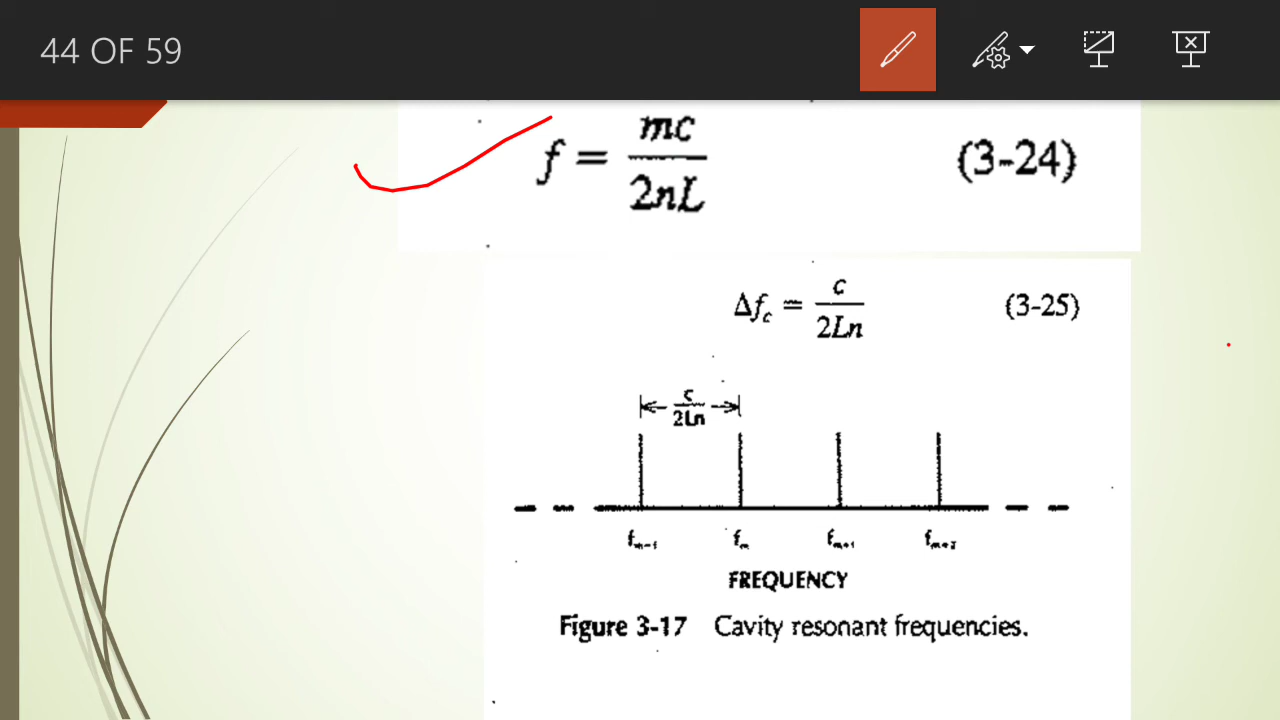 44 OF 59
f = mc / 2nL (3-24)
Δf_c = c / 2Ln (3-25)
c / 2Ln
f_m-1 f_m f_m+1 f_m+2
FREQUENCY
Figure 3-17 Cavity resonant frequencies.